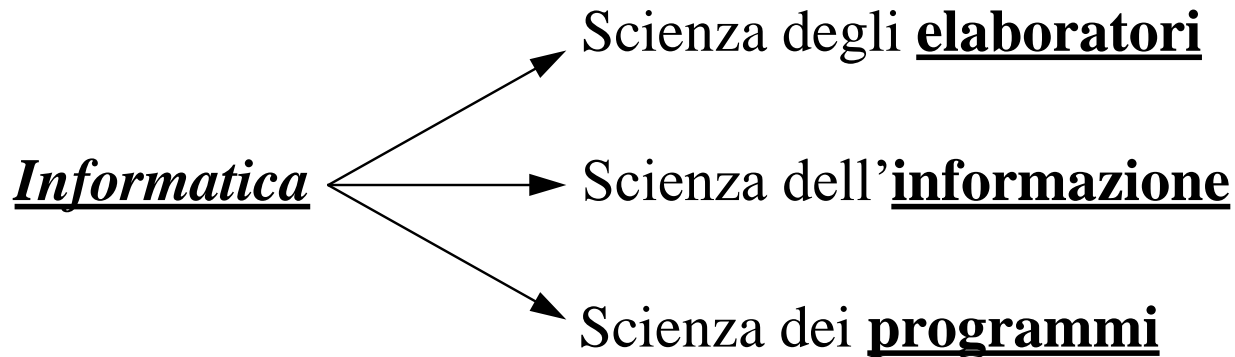 Scienza degli elaboratori
Informatica
Scienza dell’informazione
Scienza dei programmi